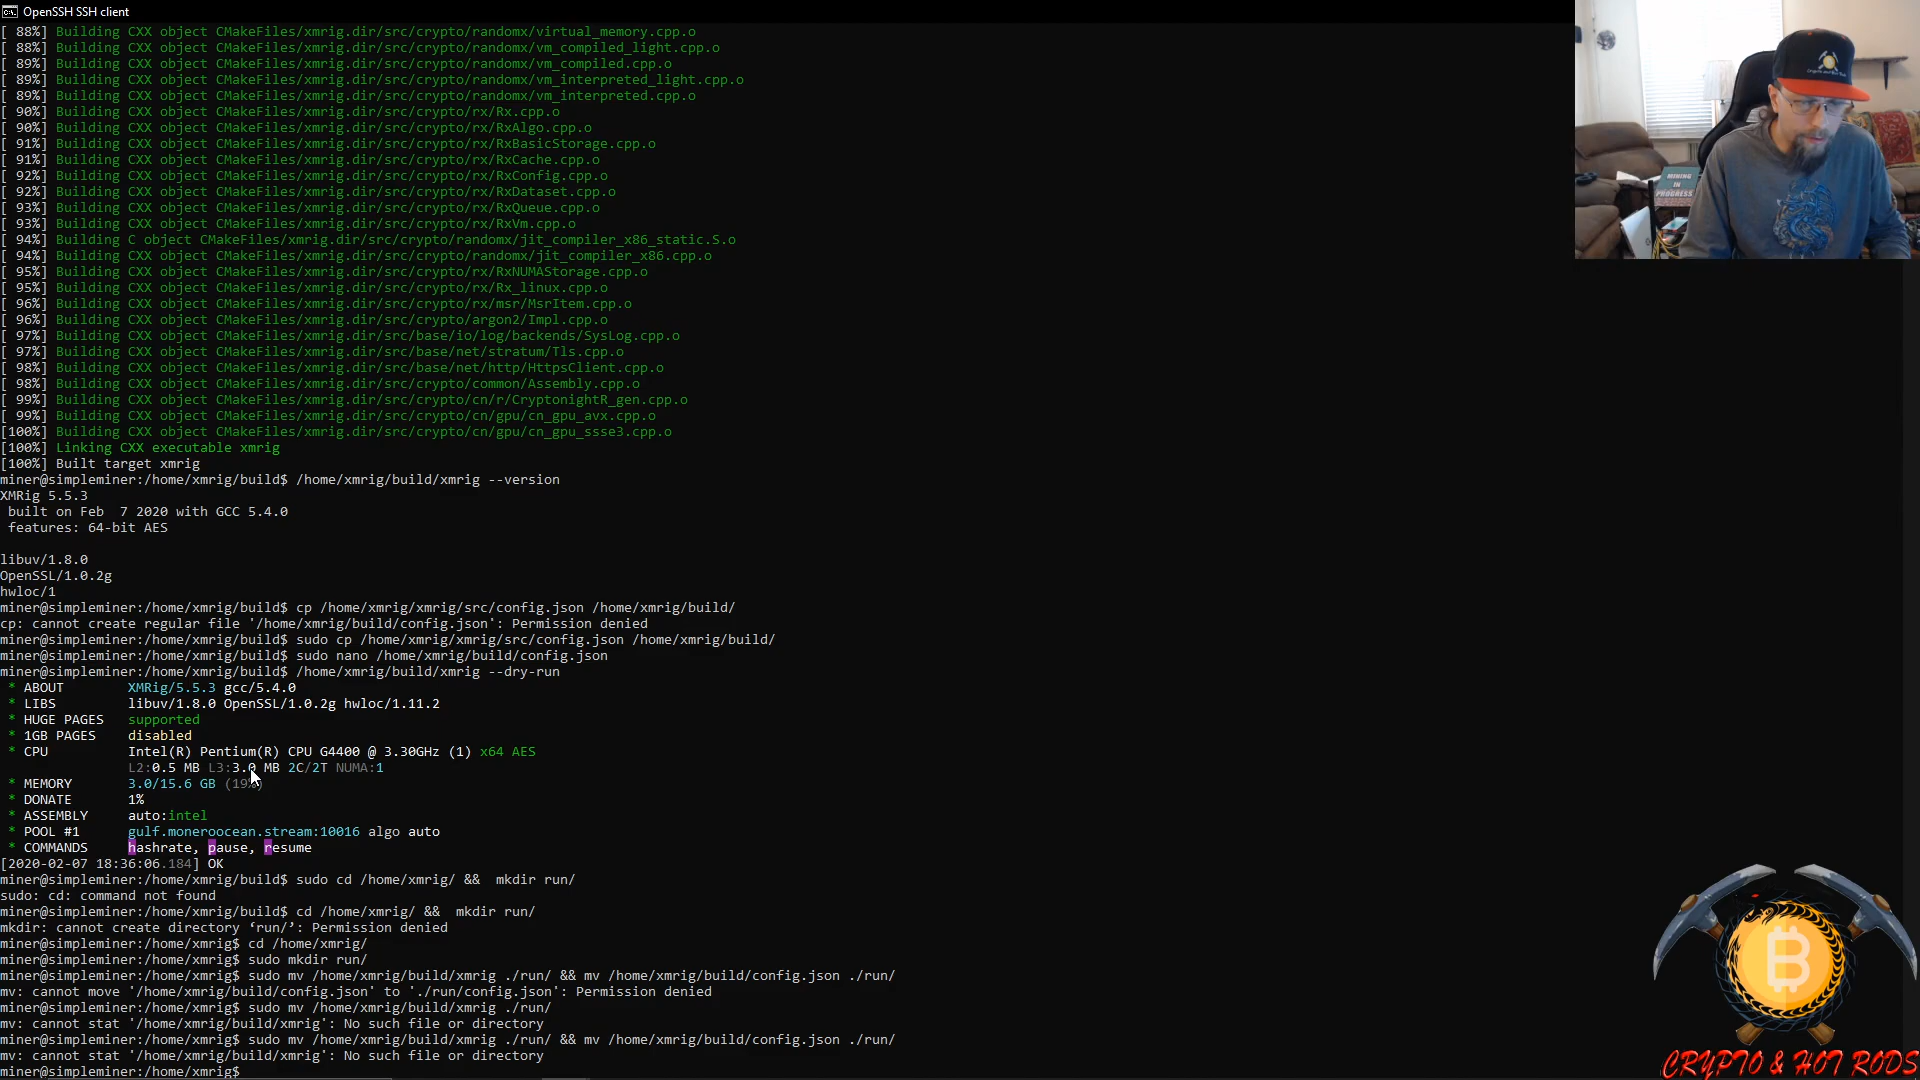 OpenSSH SSH client
[ 88%] Building CXX object CMakeFiles/xmrig.dir/src/crypto/randomx/virtual_memory.cpp.o
[ 88%] Building CXX object CMakeFiles/xmrig.dir/src/crypto/randomx/vm_compiled_light.cpp.o
[ 89%] Building CXX object CMakeFiles/xmrig.dir/src/crypto/randomx/vm_compiled.cpp.o
[ 89%] Building CXX object CMakeFiles/xmrig.dir/src/crypto/randomx/vm_interpreted_light.cpp.o
[ 89%] Building CXX object CMakeFiles/xmrig.dir/src/crypto/randomx/vm_interpreted.cpp.o
[ 90%] Building CXX object CMakeFiles/xmrig.dir/src/crypto/rx/Rx.cpp.o
[ 90%] Building CXX object CMakeFiles/xmrig.dir/src/crypto/rx/RxAlgo.cpp.o
[ 91%] Building CXX object CMakeFiles/xmrig.dir/src/crypto/rx/RxBasicStorage.cpp.o
[ 91%] Building CXX object CMakeFiles/xmrig.dir/src/crypto/rx/RxCache.cpp.o
[ 92%] Building CXX object CMakeFiles/xmrig.dir/src/crypto/rx/RxConfig.cpp.o
[ 92%] Building CXX object CMakeFiles/xmrig.dir/src/crypto/rx/RxDataset.cpp.o
[ 93%] Building CXX object CMakeFiles/xmrig.dir/src/crypto/rx/RxQueue.cpp.o
[ 93%] Building CXX object CMakeFiles/xmrig.dir/src/crypto/rx/RxVm.cpp.o
[ 94%] Building C object CMakeFiles/xmrig.dir/src/crypto/randomx/jit_compiler_x86_static.S.o
[ 94%] Building CXX object CMakeFiles/xmrig.dir/src/crypto/randomx/jit_compiler_x86.cpp.o
[ 95%] Building CXX object CMakeFiles/xmrig.dir/src/crypto/rx/RxNUMAStorage.cpp.o
[ 95%] Building CXX object CMakeFiles/xmrig.dir/src/crypto/rx/Rx_linux.cpp.o
[ 96%] Building CXX object CMakeFiles/xmrig.dir/src/crypto/rx/msr/MsrItem.cpp.o
[ 96%] Building CXX object CMakeFiles/xmrig.dir/src/crypto/argon2/Impl.cpp.o
[ 97%] Building CXX object CMakeFiles/xmrig.dir/src/base/io/log/backends/SysLog.cpp.o
[ 97%] Building CXX object CMakeFiles/xmrig.dir/src/base/net/stratum/Tls.cpp.o
[ 98%] Building CXX object CMakeFiles/xmrig.dir/src/base/net/http/HttpsClient.cpp.o
[ 98%] Building CXX object CMakeFiles/xmrig.dir/src/crypto/common/Assembly.cpp.o
[ 99%] Building CXX object CMakeFiles/xmrig.dir/src/crypto/cn/r/CryptonightR_gen.cpp.o
[ 99%] Building CXX object CMakeFiles/xmrig.dir/src/crypto/cn/gpu/cn_gpu_avx.cpp.o
[100%] Building CXX object CMakeFiles/xmrig.dir/src/crypto/cn/gpu/cn_gpu_ssse3.cpp.o
[100%] Linking CXX executable xmrig
[100%] Built target xmrig
miner@simpleminer:/home/xmrig/build$ /home/xmrig/build/xmrig --version
XMRig 5.5.3
built on Feb  7 2020 with GCC 5.4.0
features: 64-bit AES
libuv/1.8.0
OpenSSL/1.0.2g
hwloc/1
miner@simpleminer:/home/xmrig/build$ cp /home/xmrig/xmrig/src/config.json /home/xmrig/build/
cp: cannot create regular file '/home/xmrig/build/config.json': Permission denied
miner@simpleminer:/home/xmrig/build$ sudo cp /home/xmrig/xmrig/src/config.json /home/xmrig/build/
miner@simpleminer:/home/xmrig/build$ sudo nano /home/xmrig/build/config.json
miner@simpleminer:/home/xmrig/build$ /home/xmrig/build/xmrig --dry-run
* ABOUT XMRig/5.5.3 gcc/5.4.0
* LIBS libuv/1.8.0 OpenSSL/1.0.2g hwloc/1.11.2
* HUGE PAGES supported
* 1GB PAGES disabled
* CPU Intel(R) Pentium(R) CPU G4400 @ 3.30GHz (1) x64 AES
L2:0.5 MB L3:3.0 MB 2C/2T NUMA:1
* MEMORY 3.0/15.6 GB (19%)
* DONATE 1%
* ASSEMBLY auto:intel
* POOL #1 gulf.moneroocean.stream:10016 algo auto
* COMMANDS hashrate, pause, resume
[2020-02-07 18:36:06.184] OK
miner@simpleminer:/home/xmrig/build$ sudo cd /home/xmrig/ &&  mkdir run/
sudo: cd: command not found
miner@simpleminer:/home/xmrig/build$ cd /home/xmrig/ &&  mkdir run/
mkdir: cannot create directory ‘run/’: Permission denied
miner@simpleminer:/home/xmrig$ cd /home/xmrig/
miner@simpleminer:/home/xmrig$ sudo mkdir run/
miner@simpleminer:/home/xmrig$ sudo mv /home/xmrig/build/xmrig ./run/ && mv /home/xmrig/build/config.json ./run/
mv: cannot move '/home/xmrig/build/config.json' to './run/config.json': Permission denied
miner@simpleminer:/home/xmrig$ sudo mv /home/xmrig/build/xmrig ./run/
mv: cannot stat '/home/xmrig/build/xmrig': No such file or directory
miner@simpleminer:/home/xmrig$ sudo mv /home/xmrig/build/xmrig ./run/ && mv /home/xmrig/build/config.json ./run/
mv: cannot stat '/home/xmrig/build/xmrig': No such file or directory
miner@simpleminer:/home/xmrig$
MINING
IN
PROGRESS
CRYPTO & HOT RODS